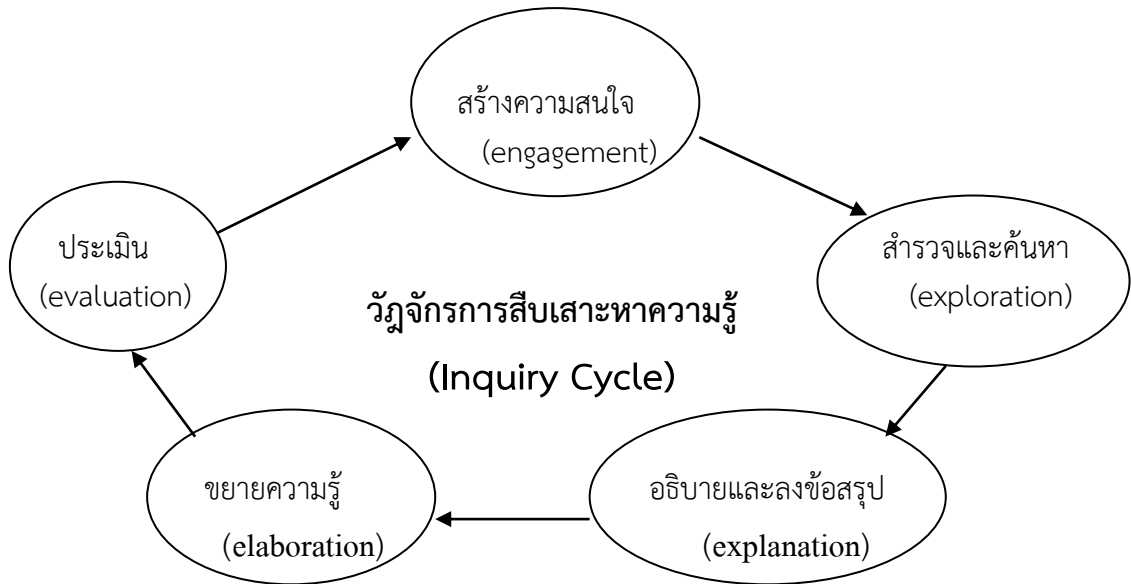 สร้างความสนใจ
(engagement)
สำรวจและค้นหา
(exploration)
อธิบายและลงข้อสรุป
(explanation)
ขยายความรู้
(elaboration)
ประเมิน
(evaluation)
วัฎจักรการสืบเสาะหาความรู้
(Inquiry Cycle)